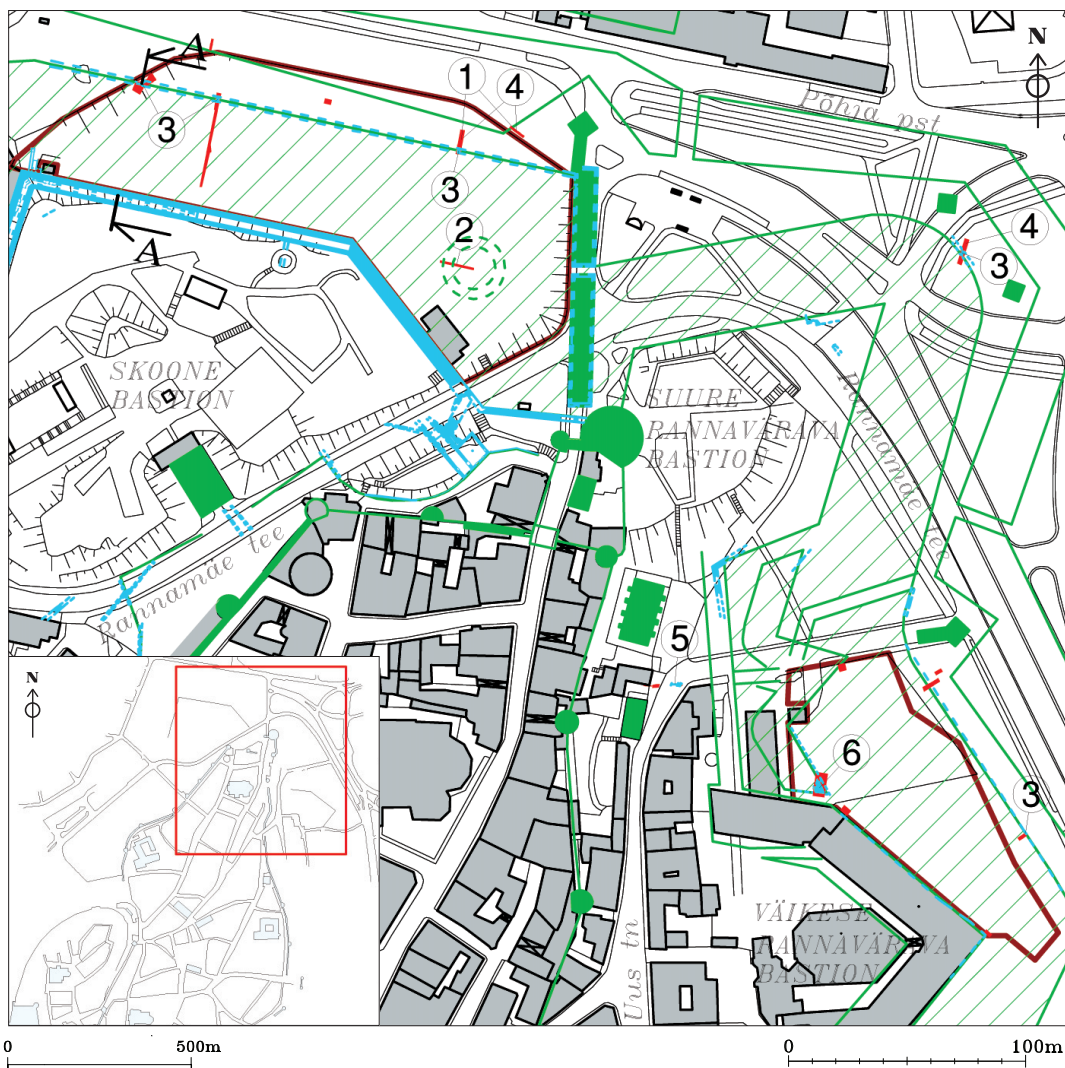 A
1
4
N
Põhja pst
3
3
2
4
3
A
SKOONE
BASTION
SUURE
RANNAVÄRAVA
BASTION
Rannamäe tee
Rannamäe tee
5
N
6
3
VÄIKESE
RANNAVÄRAVA
BASTION
Uus tn
0
500m
0
100m